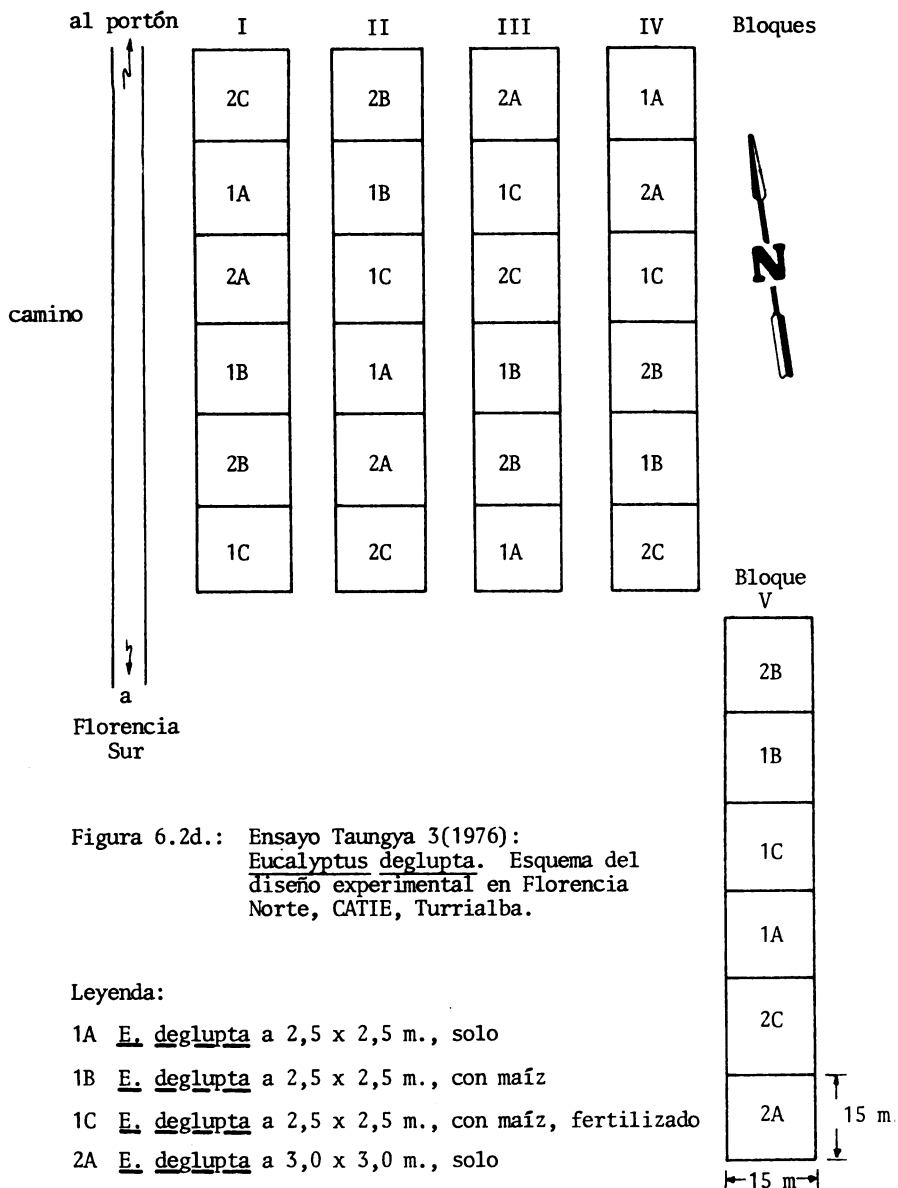 al portón I II III IV Bloques
2C 2B 2A 1A
1A 1B 1C 2A
N
2A 1C 2C 1C
camino
1B 1A 1B 2B
2B 2A 2B 1B
1C 2C 1A 2C
Bloque
V
a
Florencia
Sur
2B
1B
1C
1A
2C
2A
15 m.
15 m
Figura 6.2d.: Ensayo Taungya 3(1976):
Eucalyptus deglupta. Esquema del
diseño experimental en Florencia
Norte, CATIE, Turrialba.
Leyenda:
1A E. deglupta a 2,5 x 2,5 m., solo
1B E. deglupta a 2,5 x 2,5 m., con maíz
1C E. deglupta a 2,5 x 2,5 m., con maíz, fertilizado
2A E. deglupta a 3,0 x 3,0 m., solo